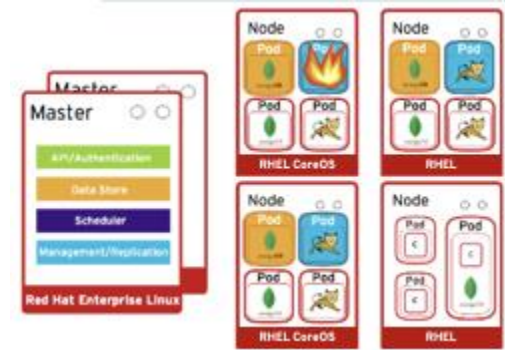 Master
Master
API/Authentication
Data Store
Scheduler
Management/Replication
Red Hat Enterprise Linux
Node
Pod
Pod
Pod
Pod
RHEL CoreOS
Node
Pod
Pod
Pod
Pod
RHEL
Node
Pod
Pod
Pod
Pod
RHEL CoreOS
Node
Pod
Pod
c
c
Pod
c
RHEL